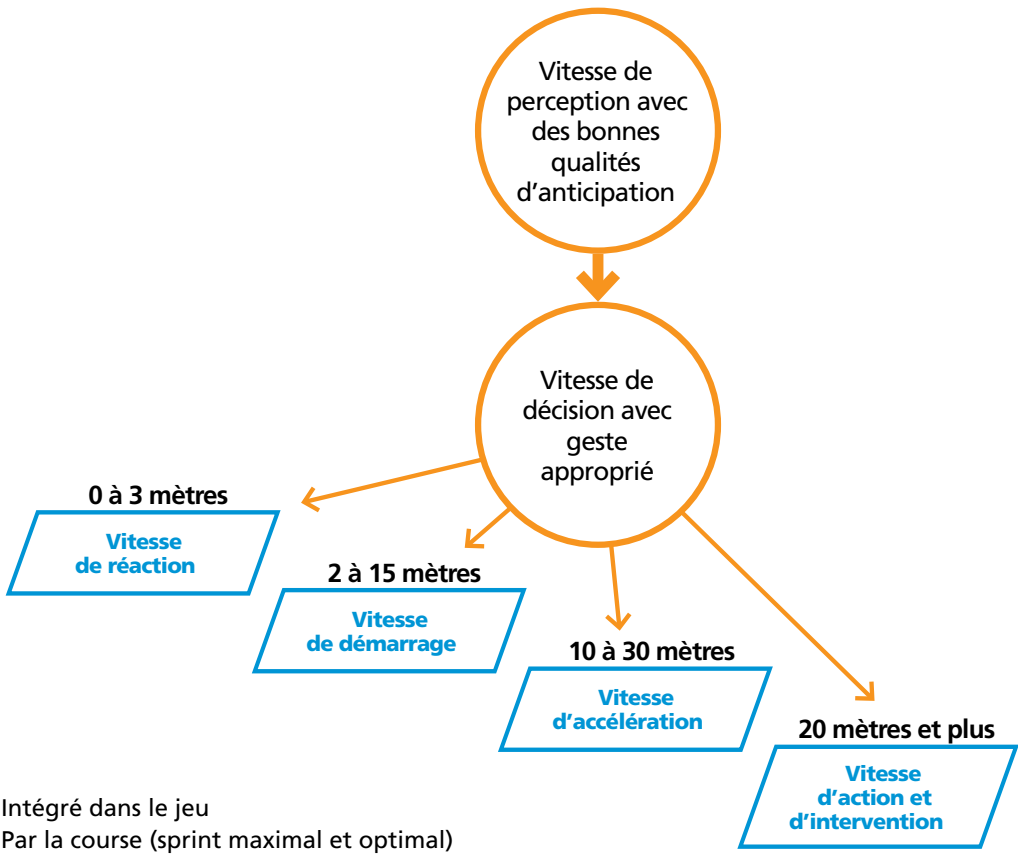 Vitesse de
perception avec
des bonnes
qualités
d'anticipation
Vitesse de
décision avec
geste
approprié
0 à 3 mètres
Vitesse
de réaction
2 à 15 mètres
Vitesse
de démarrage
10 à 30 mètres
Vitesse
d'accélération
20 mètres et plus
Vitesse
d'action et
d'intervention
Intégré dans le jeu
Par la course (sprint maximal et optimal)